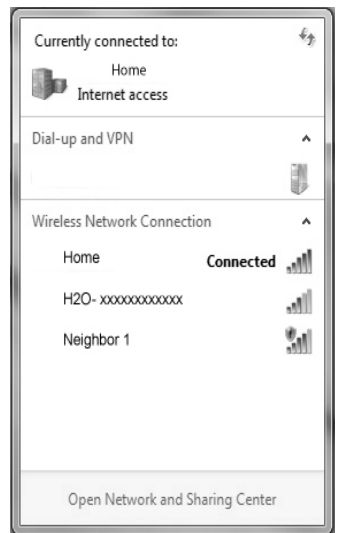 Currently connected to:
Home
Internet access
Dial-up and VPN
Wireless Network Connection
Home Connected
H2O- xxxxxxxxxxxx
Neighbor 1
Open Network and Sharing Center